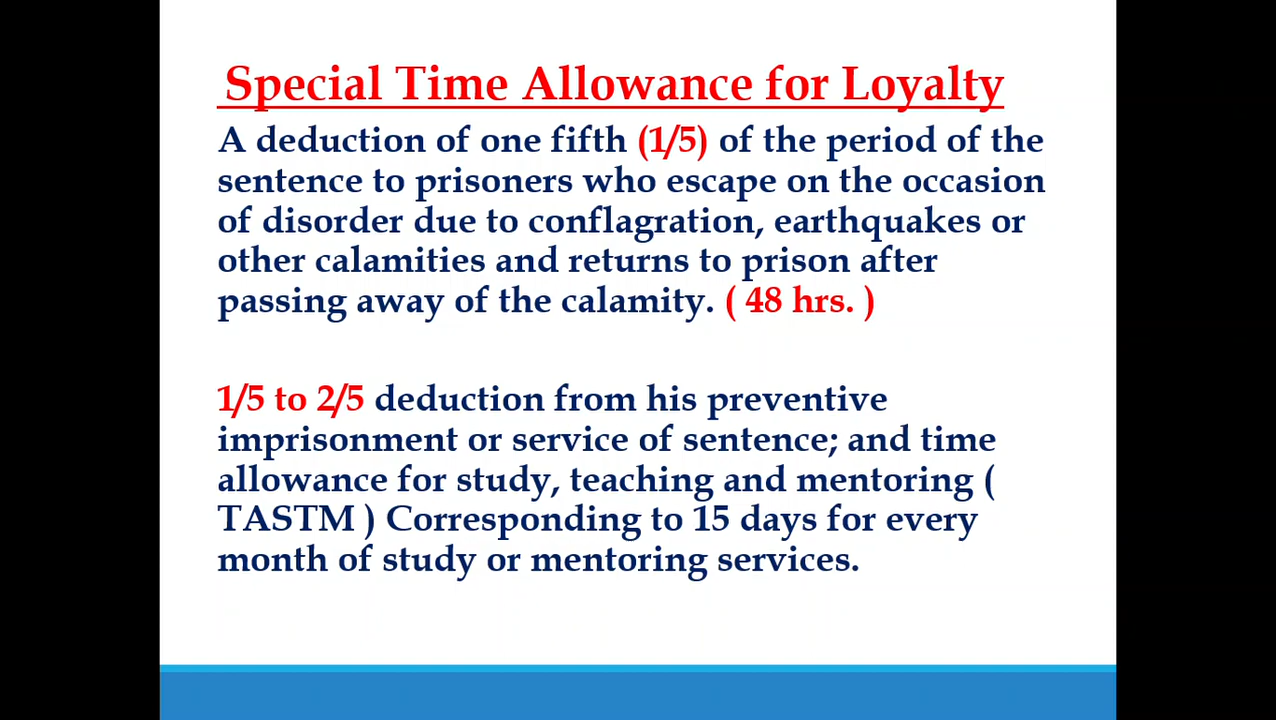 Special Time Allowance for Loyalty
A deduction of one fifth (1/5) of the period of the
sentence to prisoners who escape on the occasion
of disorder due to conflagration, earthquakes or
other calamities and returns to prison after
passing away of the calamity. ( 48 hrs. )
1/5 to 2/5 deduction from his preventive
imprisonment or service of sentence; and time
allowance for study, teaching and mentoring (
TASTM ) Corresponding to 15 days for every
month of study or mentoring services.